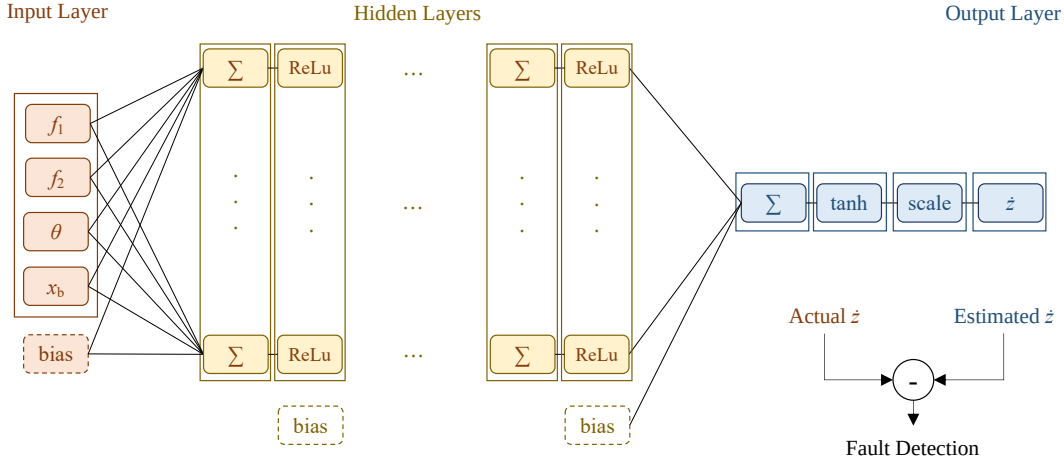 Input Layer
Hidden Layers
Output Layer
∑ ReLu ... ∑ ReLu
f1
f2
θ
xb
bias
...
∑ tanh scale ż
∑ ReLu ... ∑ ReLu
bias
bias
Actual ż
Estimated ż
-
Fault Detection